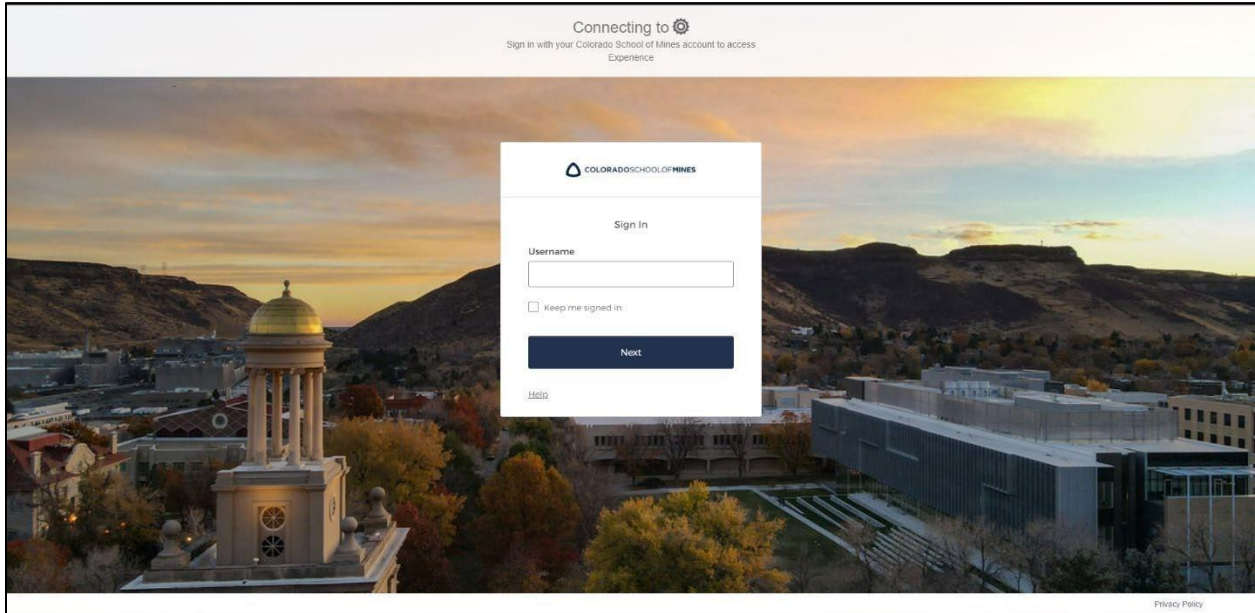 Connecting to
Sign in with your Colorado School of Mines account to access
Experience
COLORADOSCHOOLOFMINES
Sign In
Username
Keep me signed in
Next
Help
Privacy Policy